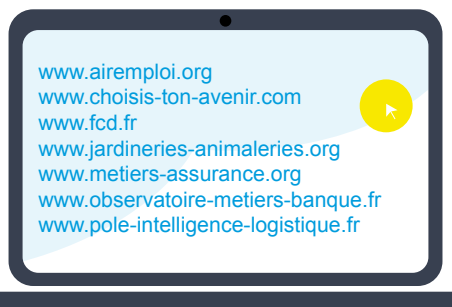 www.airemploi.org
www.choisis-ton-avenir.com
www.fcd.fr
www.jardineries-animaleries.org
www.metiers-assurance.org
www.observatoire-metiers-banque.fr
www.pole-intelligence-logistique.fr